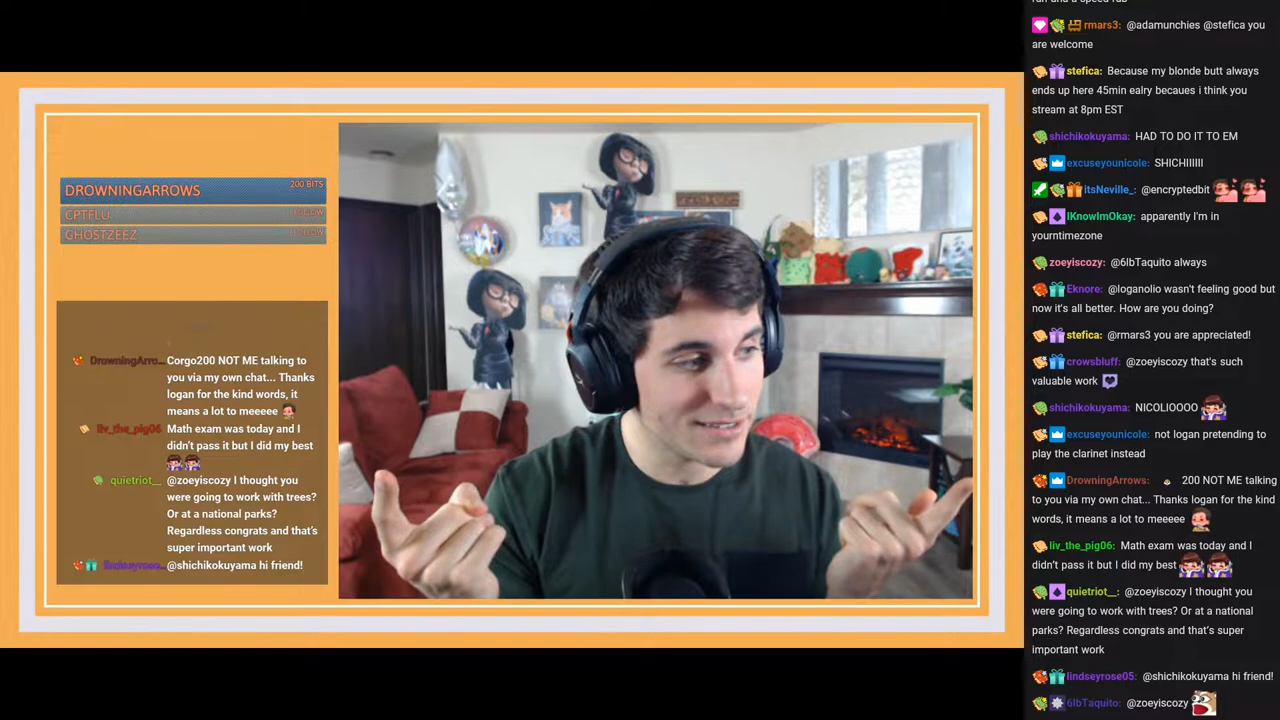 DROWNINGARROWS
200 BITS
CPTFLU
GHOSTZEEZ
DrowningArro... Corgo200 NOT ME talking to
you via my own chat... Thanks
logan for the kind words, it
means a lot to meeeee
liv_the_pig06 Math exam was today and I
didn't pass it but I did my best
quietriot__ @zoeyiscozy I thought you
were going to work with trees?
Or at a national parks?
Regardless congrats and that's
super important work
lindseyrose... @shichikokuyama hi friend!
rmars3: @adamunchies @stefica you
are welcome
stefica: Because my blonde butt always
ends up here 45min ealry becaues i think you
stream at 8pm EST
shichikokuyama: HAD TO DO IT TO EM
excuseyounicole: SHICHIIIIII
itsNeville_: @encryptedbit
IKnowImOkay: apparently I'm in
yourntimezone
zoeyiscozy: @6lbTaquito always
Eknore: @loganolio wasn't feeling good but
now it's all better. How are you doing?
stefica: @rmars3 you are appreciated!
crowsbluff: @zoeyiscozy that's such
valuable work
shichikokuyama: NICOLIOOOO
excuseyounicole: not logan pretending to
play the clarinet instead
DrowningArrows: 200 NOT ME talking
to you via my own chat... Thanks logan for the kind
words, it means a lot to meeeee
liv_the_pig06: Math exam was today and I
didn't pass it but I did my best
quietriot__: @zoeyiscozy I thought you
were going to work with trees? Or at a national
parks? Regardless congrats and that's super
important work
lindseyrose05: @shichikokuyama hi friend!
6lbTaquito: @zoeyiscozy